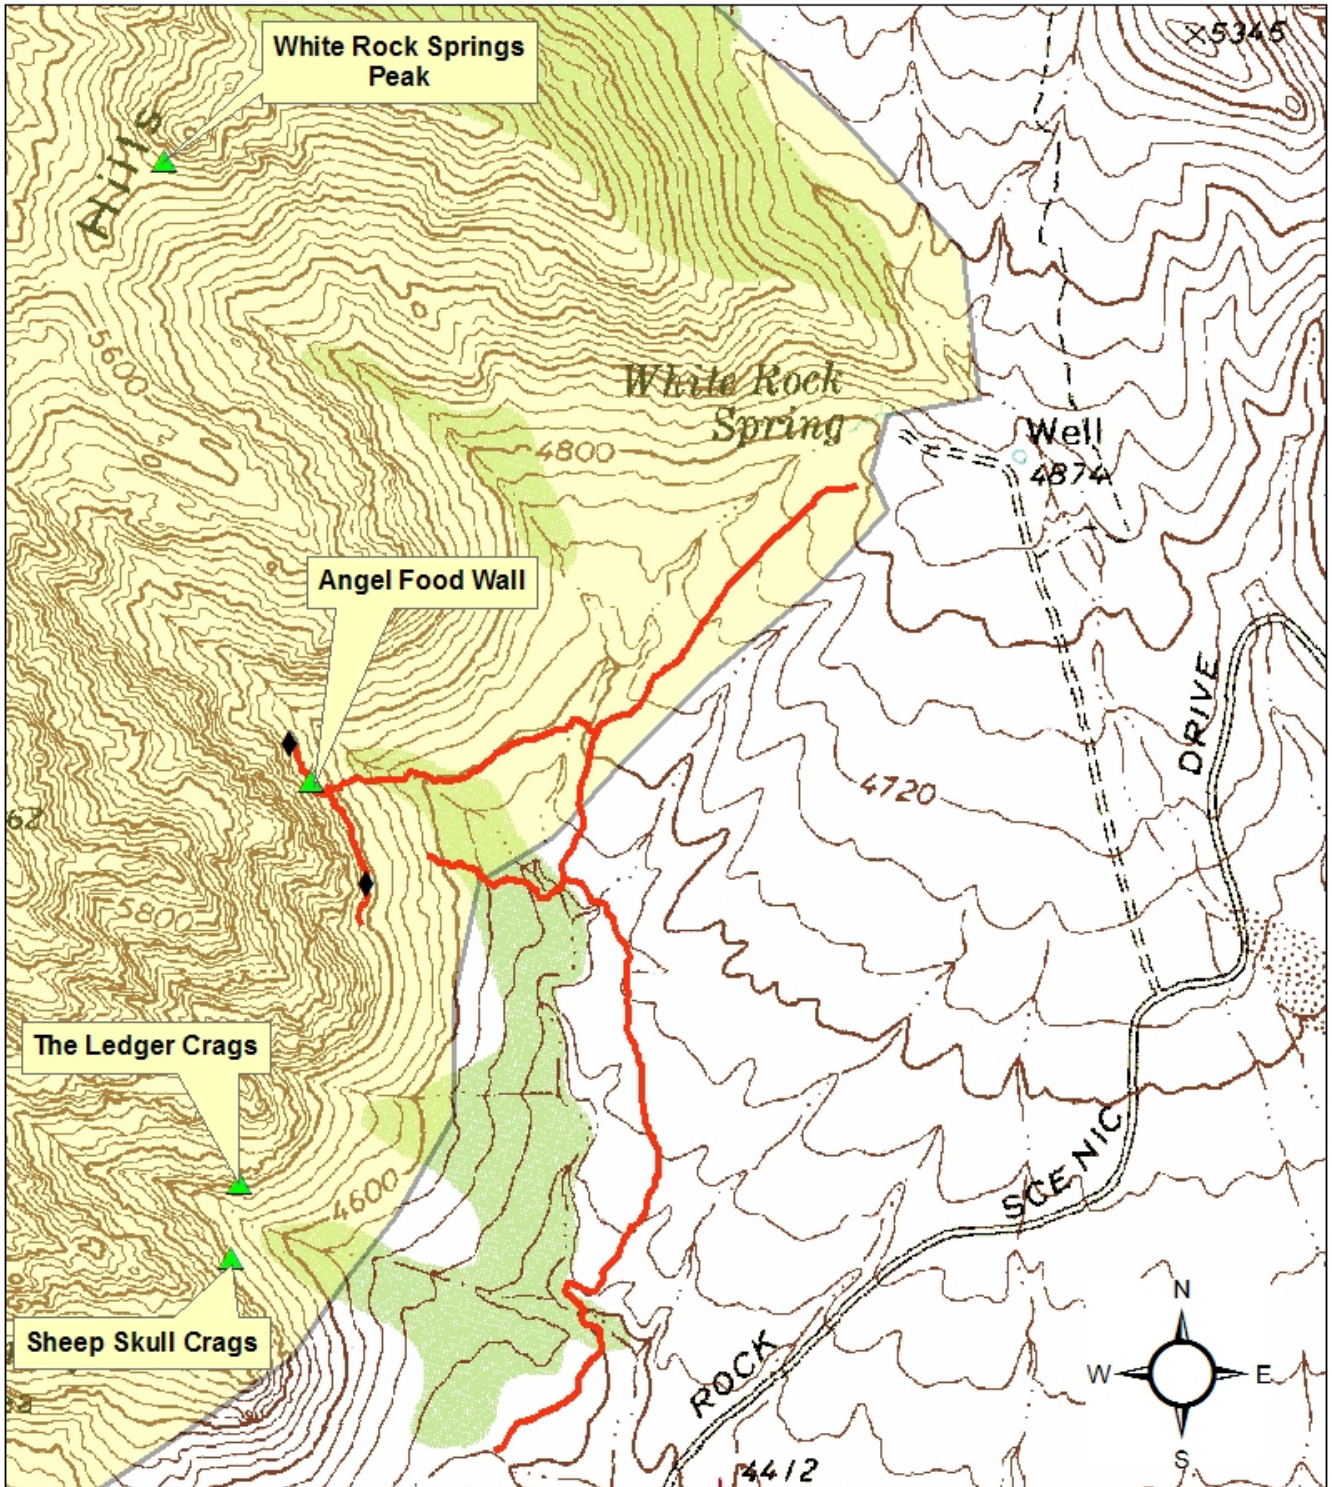 ×5345
White Rock Springs
Peak
Hills
5600
White Rock
Spring
4800
Well
4874
Angel Food Wall
DRIVE
4720
62
5800
The Ledger Crags
SCENIC
4600
Sheep Skull Crags
ROCK
N
W
E
S
4412